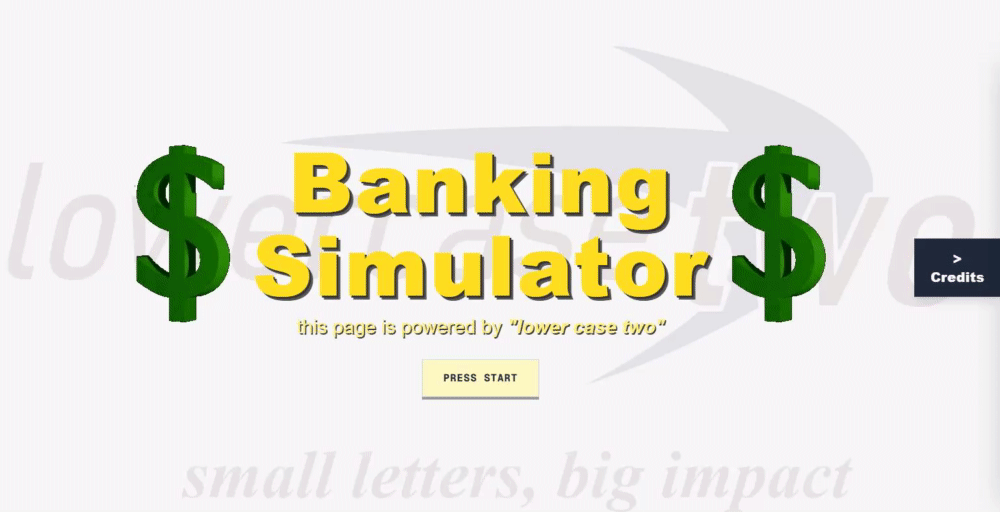 lower case two
Banking
Simulator
this page is powered by "lower case two"
PRESS START
>
Credits
small letters, big impact